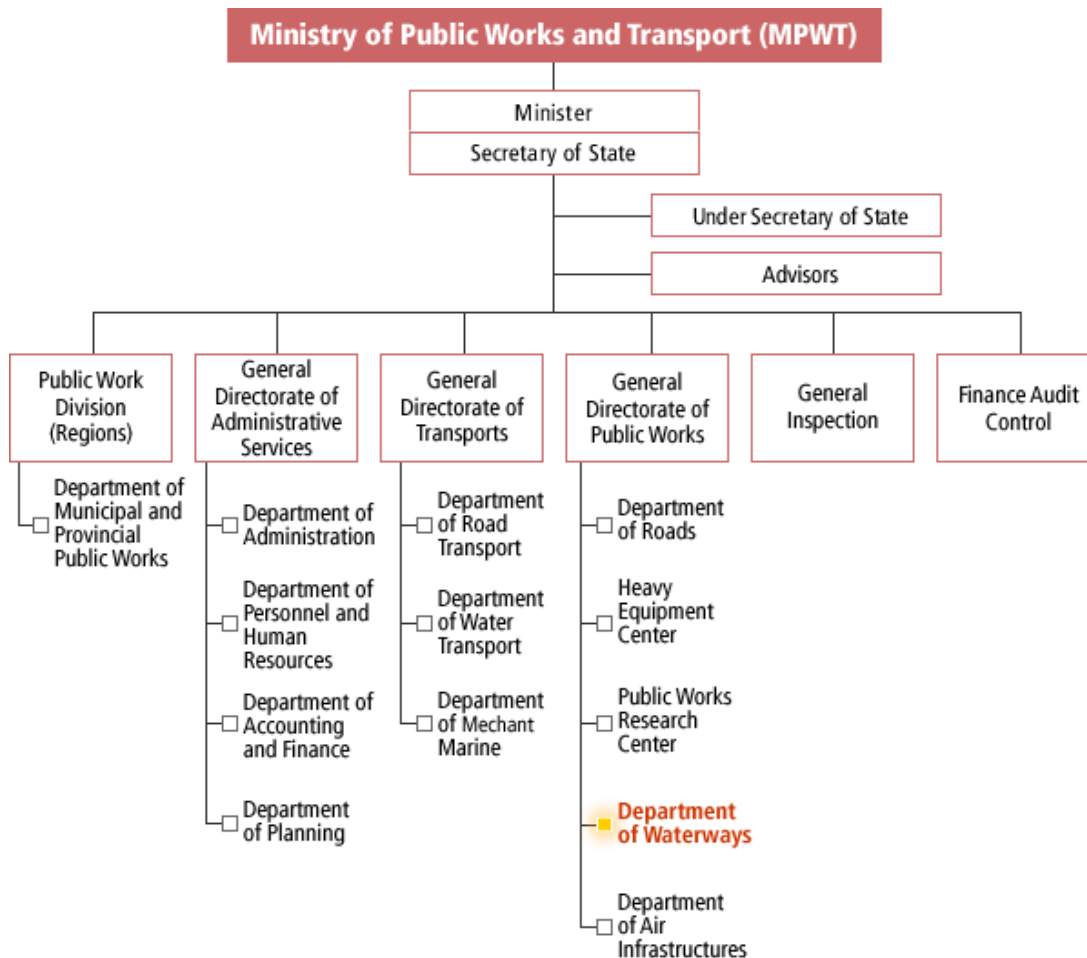 Ministry of Public Works and Transport (MPWT)
Minister
Secretary of State
Under Secretary of State
Advisors
Public Work
Division
(Regions)
Department of
Municipal and
Provincial
Public Works
General
Directorate of
Administrative
Services
Department of
Administration
Department of
Personnel and
Human
Resources
Department of
Accounting
and Finance
Department
of Planning
General
Directorate of
Transports
Department
of Road
Transport
Department
of Water
Transport
Department
of Mechant
Marine
General
Directorate of
Public Works
Department
of Roads
Heavy
Equipment
Center
Public Works
Research
Center
Department
of Waterways
Department
of Air
Infrastructures
General
Inspection
Finance Audit
Control